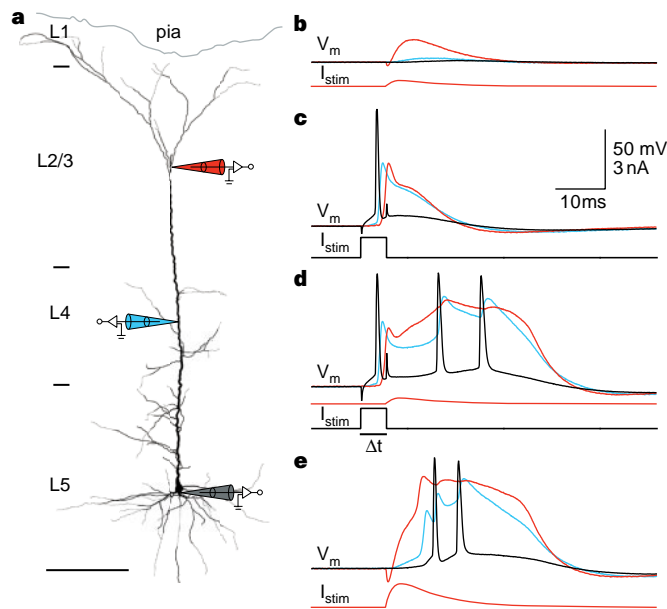 a
L1
pia
L2/3
L4
L5
b
Vm
Istim
c
50 mV
3 nA
10ms
Vm
Istim
d
Vm
Istim
Δt
e
Vm
Istim